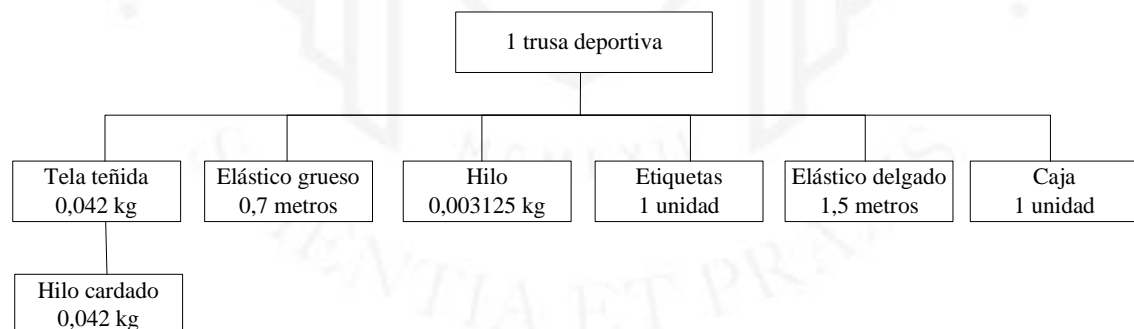 1 trusa deportiva
Tela teñida
0,042 kg
Elástico grueso
0,7 metros
Hilo
0,003125 kg
Etiquetas
1 unidad
Elástico delgado
1,5 metros
Caja
1 unidad
Hilo cardado
0,042 kg